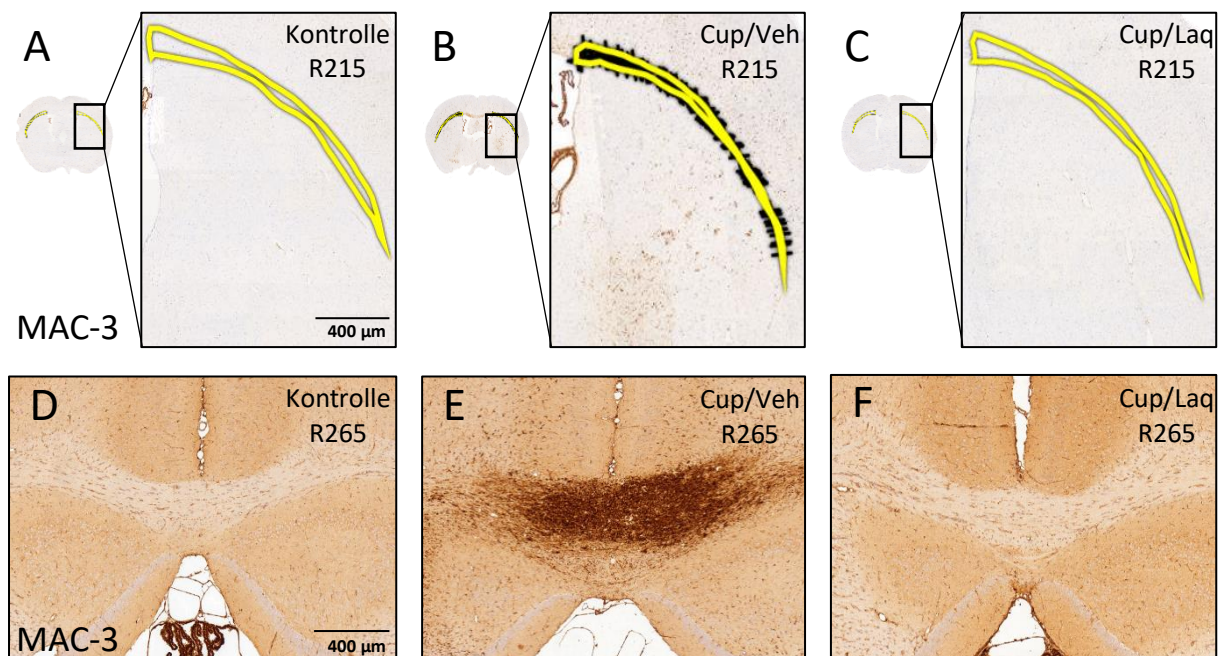 A
Kontrolle
R215
MAC-3
400 µm
B
Cup/Veh
R215
C
Cup/Laq
R215
D
Kontrolle
R265
MAC-3
400 µm
E
Cup/Veh
R265
F
Cup/Laq
R265